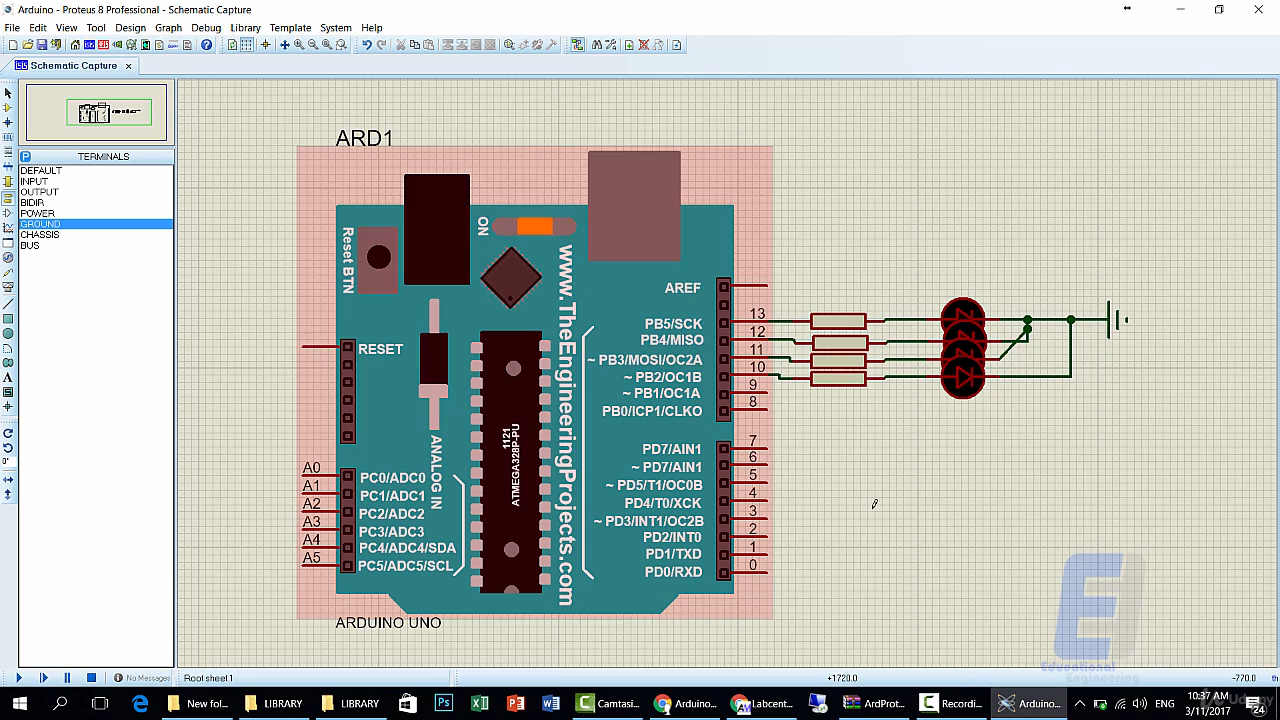 Arduino - Proteus 8 Professional - Schematic Capture
File Edit View Tool Design Graph Debug Library Template System Help
Schematic Capture
P TERMINALS
DEFAULT
INPUT
OUTPUT
BIDIR
POWER
GROUND
CHASSIS
BUS
ARD1
Reset BTN
ON
www.TheEngineeringProjects.com
ANALOG IN
1121
ATMEGA328P-PU
RESET
A0 PC0/ADC0
A1 PC1/ADC1
A2 PC2/ADC2
A3 PC3/ADC3
A4 PC4/ADC4/SDA
A5 PC5/ADC5/SCL
AREF
PB5/SCK 13
PB4/MISO 12
~ PB3/MOSI/OC2A 11
~ PB2/OC1B 10
~ PB1/OC1A 9
PB0/ICP1/CLKO 8
PD7/AIN1 7
~ PD7/AIN1 6
~ PD5/T1/OC0B 5
PD4/T0/XCK 4
~ PD3/INT1/OC2B 3
PD2/INT0 2
PD1/TXD 1
PD0/RXD 0
ARDUINO UNO
E
Educational
Engineering
0°
No Messages
Root sheet 1
+1720.0
-770.0
th
New fol...
LIBRARY
LIBRARY
Camtasi...
Arduino...
Labcent...
ArdProt...
Recordi...
Arduino...
10:37 AM
3/11/2017
Udemy